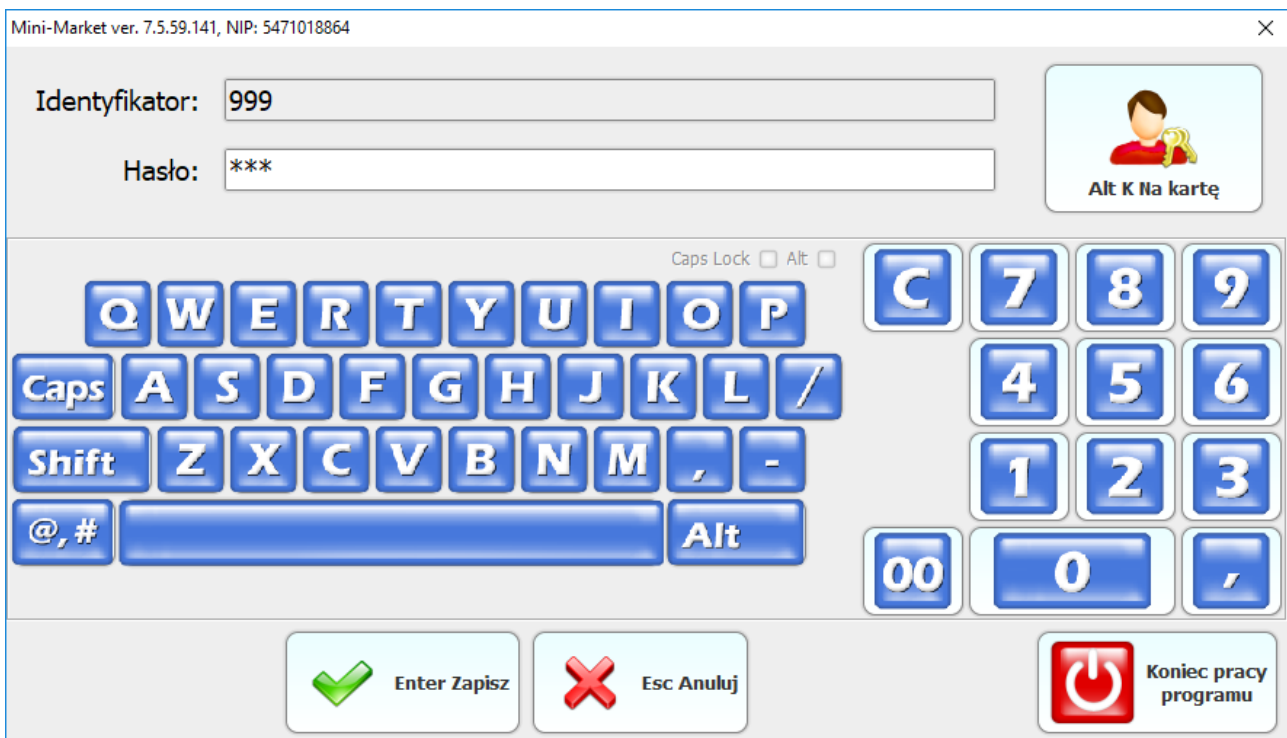 Mini-Market ver. 7.5.59.141, NIP: 5471018864
Identyfikator: 999
Hasło: ***
Alt K Na kartę
Caps Lock Alt
Q W E R T Y U I O P
Caps A S D F G H J K L /
Shift Z X C V B N M , -
@,# Alt
C 7 8 9
4 5 6
1 2 3
00 0 ,
Enter Zapisz
Esc Anuluj
Koniec pracy
programu